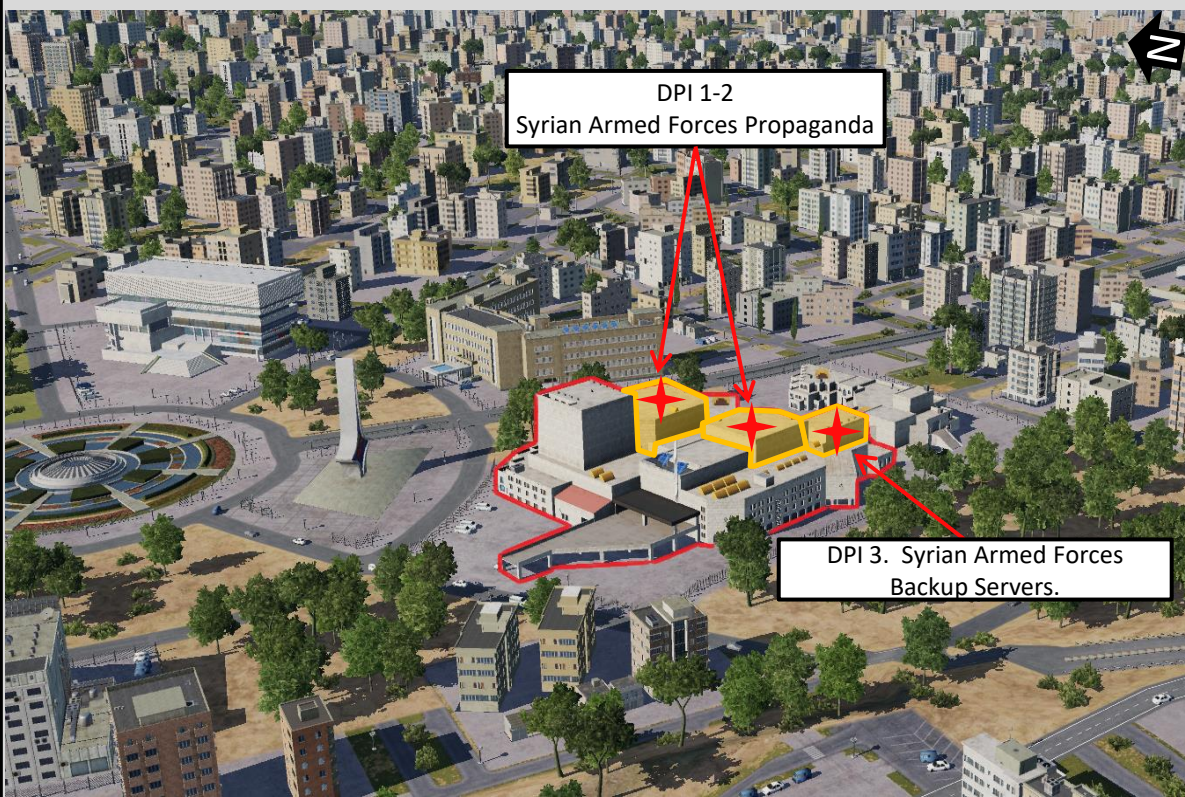 N
DPI 1-2
Syrian Armed Forces Propaganda
DPI 3.  Syrian Armed Forces
Backup Servers.